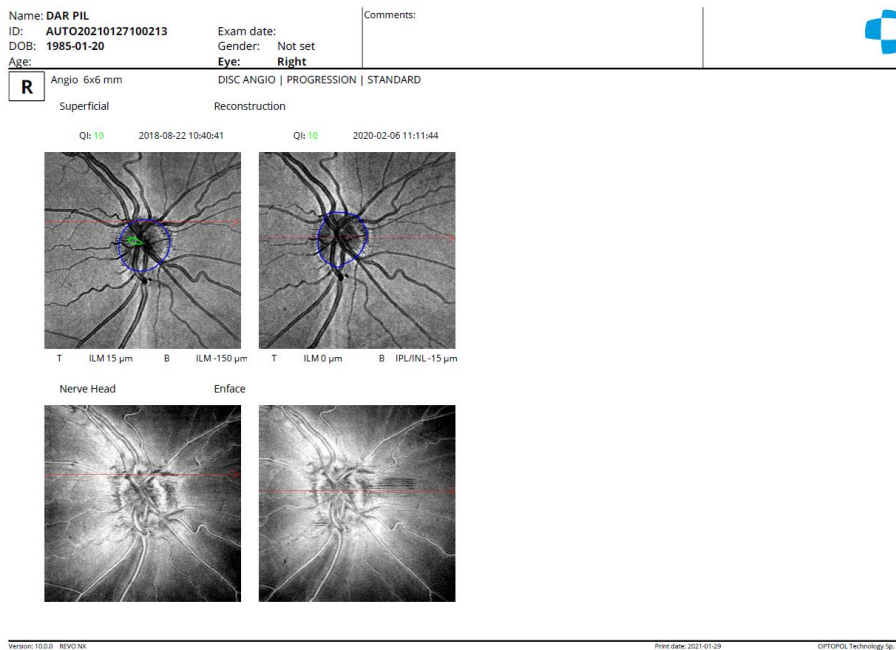 Name: DAR PIL
ID: AUTO20210127100213
DOB: 1985-01-20
Age:
Exam date:
Gender: Not set
Eye: Right
Comments:
R
Angio 6x6 mm
DISC ANGIO | PROGRESSION | STANDARD
Superficial
Reconstruction
QI: 10 2018-08-22 10:40:41
QI: 10 2020-02-06 11:11:44
T ILM 15 µm B ILM -150 µm
T ILM 0 µm B IPL/INL -15 µm
Nerve Head
Enface
Version: 10.0.0 REVO NX
Print date: 2021-01-29
OPTOPOL Technology Sp.